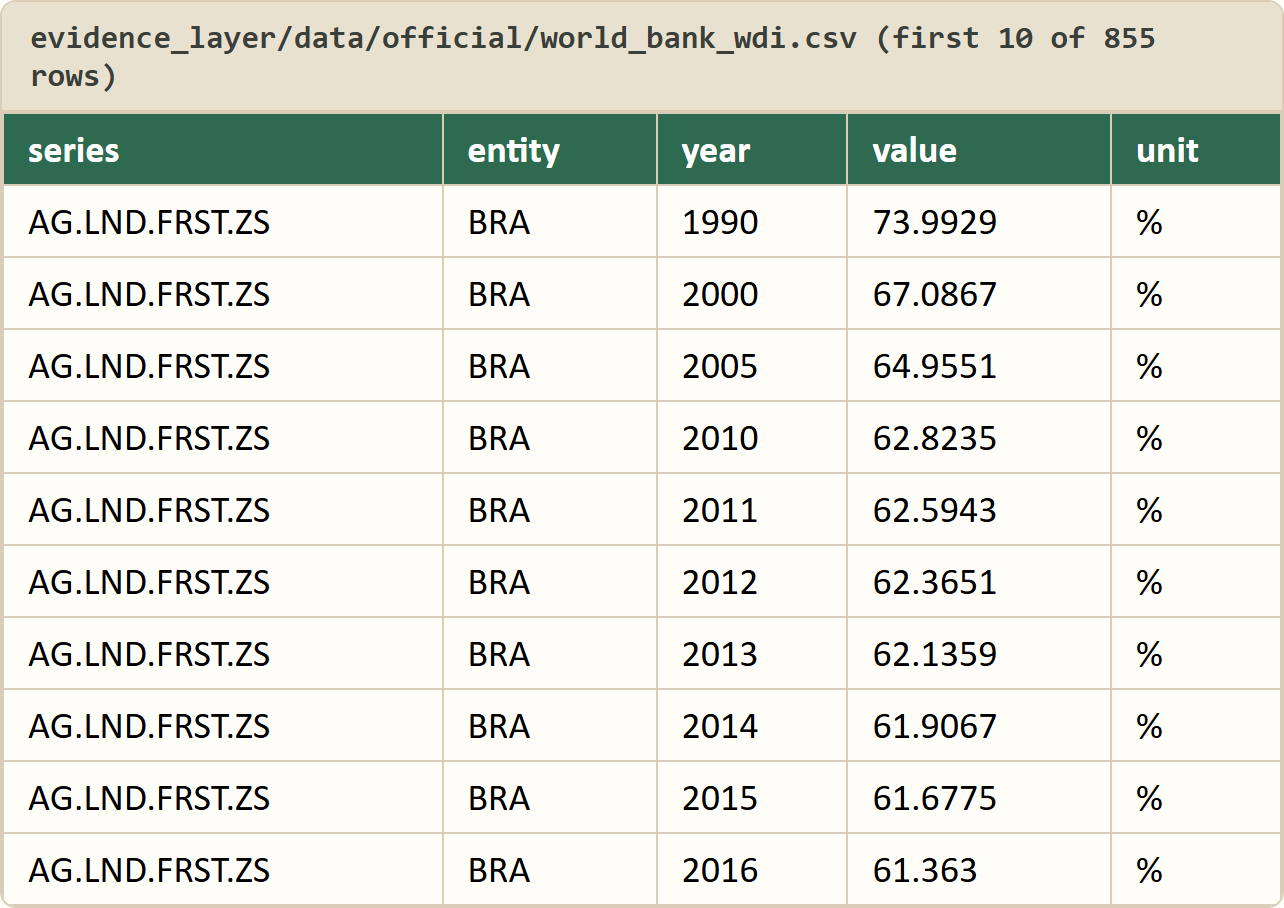 evidence_layer/data/official/world_bank_wdi.csv (first 10 of 855
rows)
series entity year value unit
AG.LND.FRST.ZS BRA 1990 73.9929 %
AG.LND.FRST.ZS BRA 2000 67.0867 %
AG.LND.FRST.ZS BRA 2005 64.9551 %
AG.LND.FRST.ZS BRA 2010 62.8235 %
AG.LND.FRST.ZS BRA 2011 62.5943 %
AG.LND.FRST.ZS BRA 2012 62.3651 %
AG.LND.FRST.ZS BRA 2013 62.1359 %
AG.LND.FRST.ZS BRA 2014 61.9067 %
AG.LND.FRST.ZS BRA 2015 61.6775 %
AG.LND.FRST.ZS BRA 2016 61.363 %